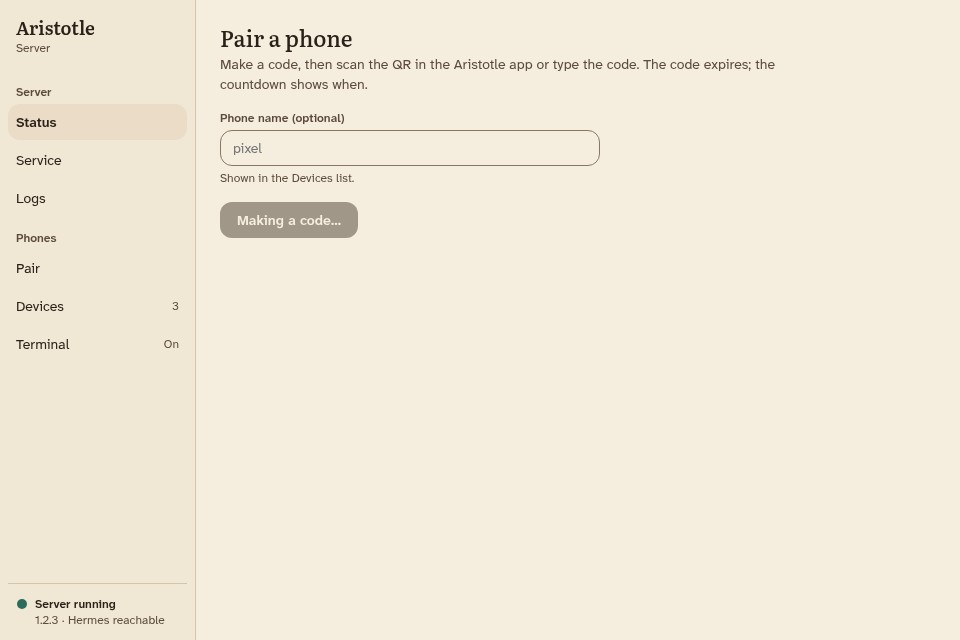 Aristotle
Server
Server
Status
Service
Logs
Phones
Pair
Devices 3
Terminal On
Server running
1.2.3 · Hermes reachable
Pair a phone
Make a code, then scan the QR in the Aristotle app or type the code. The code expires; the
countdown shows when.
Phone name (optional)
pixel
Shown in the Devices list.
Making a code…